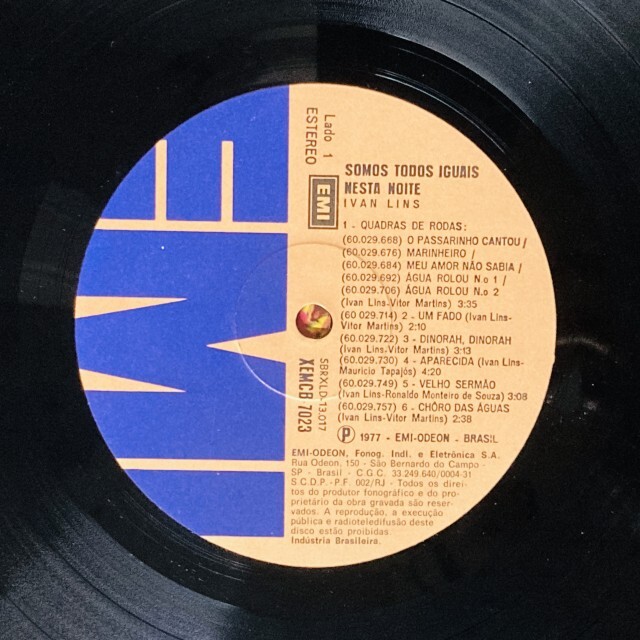 Lado 1
ESTEREO
EMI
SOMOS TODOS IGUAIS
NESTA NOITE
IVAN LINS
1 - QUADRAS DE RODAS:
(60.029.668) O PASSARINHO CANTOU /
(60.029.676) MARINHEIRO /
(60.029.684) MEU AMOR NÃO SABIA /
(60.029.692) ÁGUA ROLOU N.o 1 /
(60.029.706) ÁGUA ROLOU N.o 2
(Ivan Lins-Vitor Martins) 3:35
(60.029.714) 2 - UM FADO (Ivan Lins-
Vitor Martins) 2:10
(60.029.722) 3 - DINORAH, DINORAH
(Ivan Lins-Vitor Martins) 3:13
(60.029.730) 4 - APARECIDA (Ivan Lins-
Mauricio Tapajós) 4:20
(60.029.749) 5 - VELHO SERMÃO
(Ivan Lins-Ronaldo Monteiro de Souza) 3:08
(60.029.757) 6 - CHÔRO DAS ÁGUAS
(Ivan Lins-Vitor Martins) 2:38
SBRXLD-13.017
XEMCB 7023
Ⓟ 1977 - EMI-ODEON - BRASIL
EMI-ODEON, Fonog. Indl. e Eletrônica S.A.
Rua Odeon, 150 - São Bernardo do Campo -
SP - Brasil - C G C. 33.249.640/0004-31
S.C.D.P. - P.F. 002/RJ - Todos os direi-
tos do produtor fonográfico e do pro-
prietário da obra gravada são reser-
vados. A reprodução, a execução
pública e radioteledifusão deste
disco estão proibidas.
Indústria Brasileira.
EMI